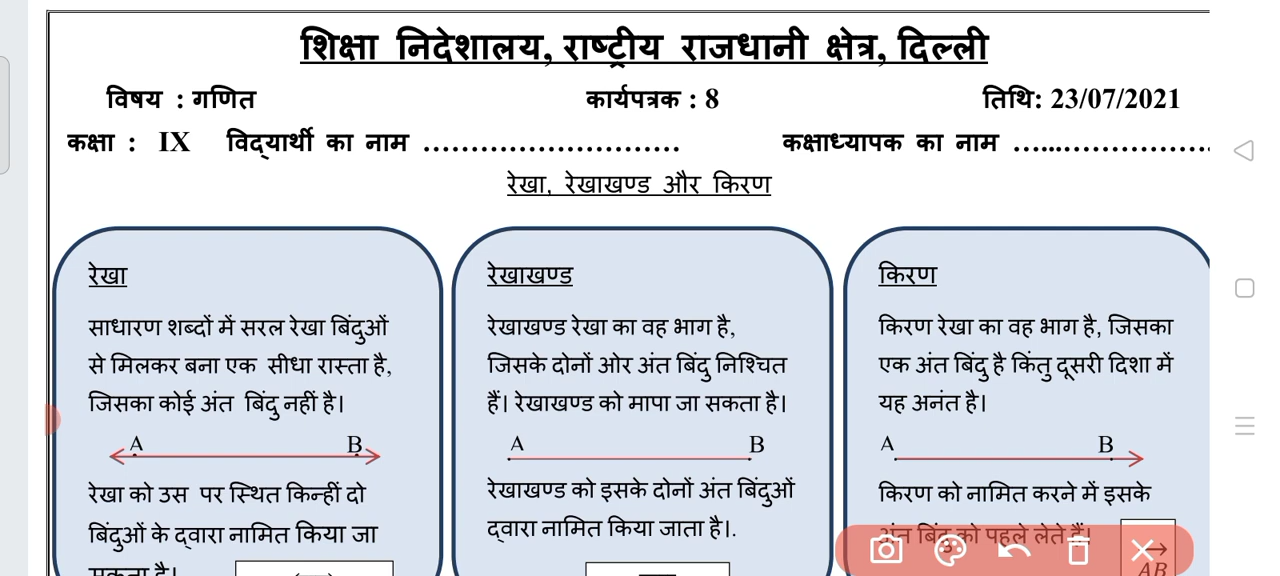 शिक्षा निदेशालय, राष्ट्रीय राजधानी क्षेत्र, दिल्ली
विषय : गणित कार्यपत्रक : 8 तिथि: 23/07/2021
कक्षा : IX विद्यार्थी का नाम ............................ कक्षाध्यापक का नाम ......................
रेखा, रेखाखण्ड और किरण
रेखा
साधारण शब्दों में सरल रेखा बिंदुओं
से मिलकर बना एक सीधा रास्ता है,
जिसका कोई अंत बिंदु नहीं है।
A B
रेखा को उस पर स्थित किन्हीं दो
बिंदुओं के द्वारा नामित किया जा
सकता है।
रेखाखण्ड
रेखाखण्ड रेखा का वह भाग है,
जिसके दोनों ओर अंत बिंदु निश्चित
हैं। रेखाखण्ड को मापा जा सकता है।
A B
रेखाखण्ड को इसके दोनों अंत बिंदुओं
द्वारा नामित किया जाता है।.
किरण
किरण रेखा का वह भाग है, जिसका
एक अंत बिंदु है किंतु दूसरी दिशा में
यह अनंत है।
A B
किरण को नामित करने में इसके
अंत बिंदु को पहले लेते हैं।
AB